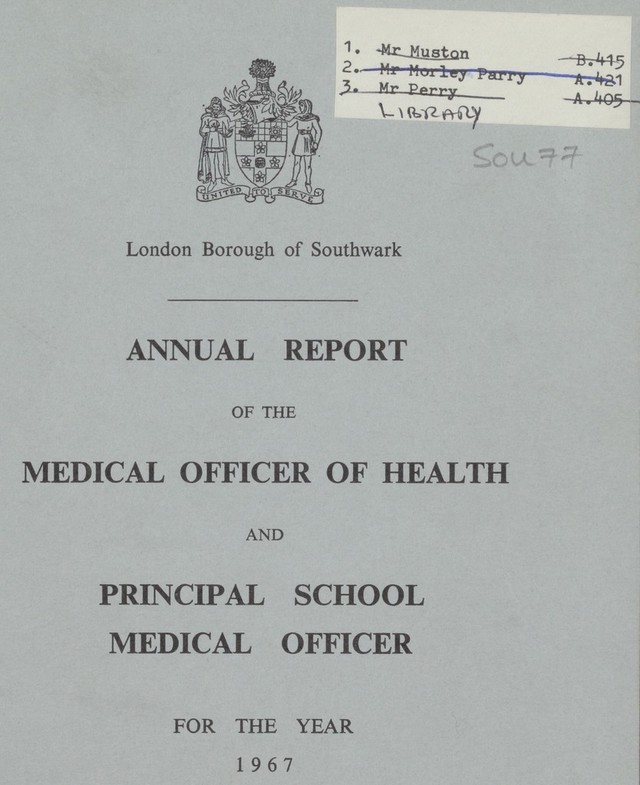 1. Mr Muston B.415
2. Mr Morley Parry A.421
3. Mr Perry A.405
LIBRARY
SOU77
UNITED TO SERVE
London Borough of Southwark
ANNUAL REPORT
OF THE
MEDICAL OFFICER OF HEALTH
AND
PRINCIPAL SCHOOL
MEDICAL OFFICER
FOR THE YEAR
1967